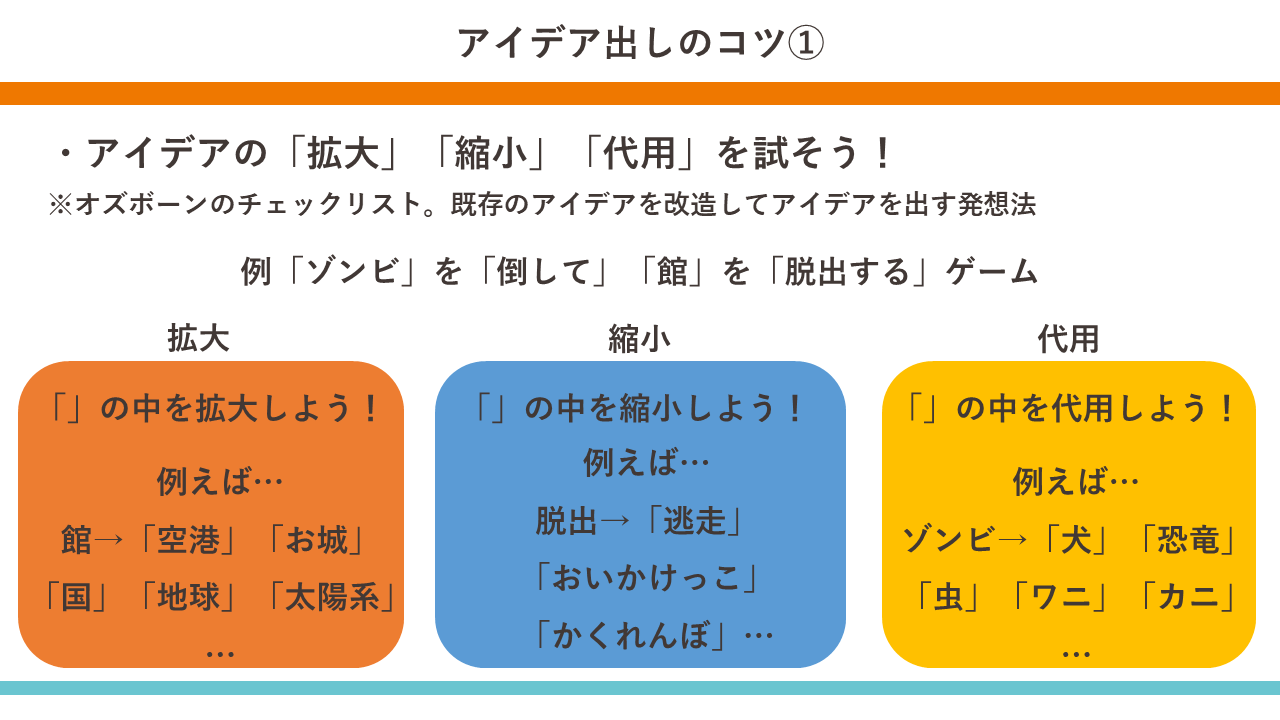 アイデア出しのコツ①
・アイデアの「拡大」「縮小」「代用」を試そう！
※オズボーンのチェックリスト。既存のアイデアを改造してアイデアを出す発想法
例「ゾンビ」を「倒して」「館」を「脱出する」ゲーム
拡大
「」の中を拡大しよう！
例えば…
館→「空港」「お城」
「国」「地球」「太陽系」
…
縮小
「」の中を縮小しよう！
例えば…
脱出→「逃走」
「おいかけっこ」
「かくれんぼ」…
代用
「」の中を代用しよう！
例えば…
ゾンビ→「犬」「恐竜」
「虫」「ワニ」「カニ」
…